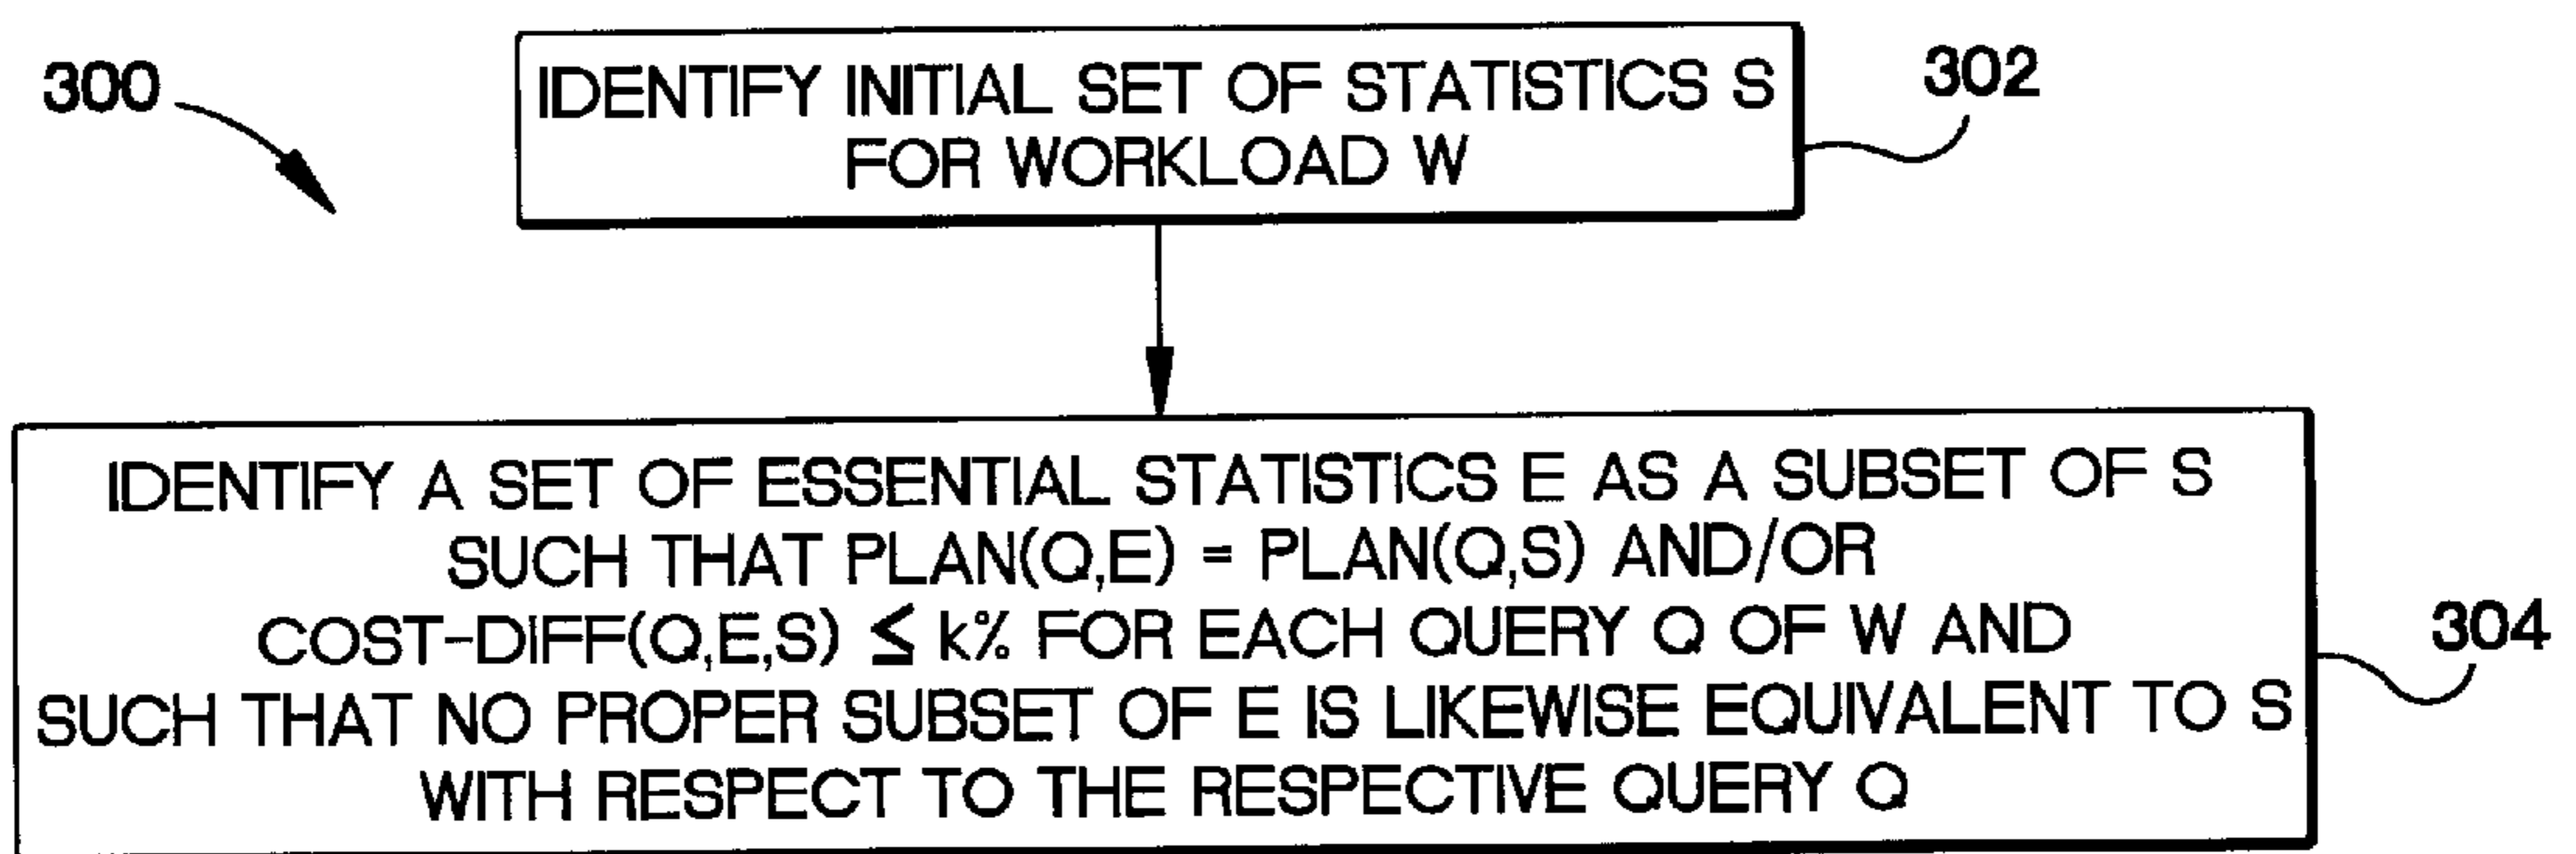 300
IDENTIFY INITIAL SET OF STATISTICS S
FOR WORKLOAD W
302
IDENTIFY A SET OF ESSENTIAL STATISTICS E AS A SUBSET OF S
SUCH THAT PLAN(Q,E) = PLAN(Q,S) AND/OR
COST-DIFF(Q,E,S) ≤ k% FOR EACH QUERY Q OF W AND
SUCH THAT NO PROPER SUBSET OF E IS LIKEWISE EQUIVALENT TO S
WITH RESPECT TO THE RESPECTIVE QUERY Q
304